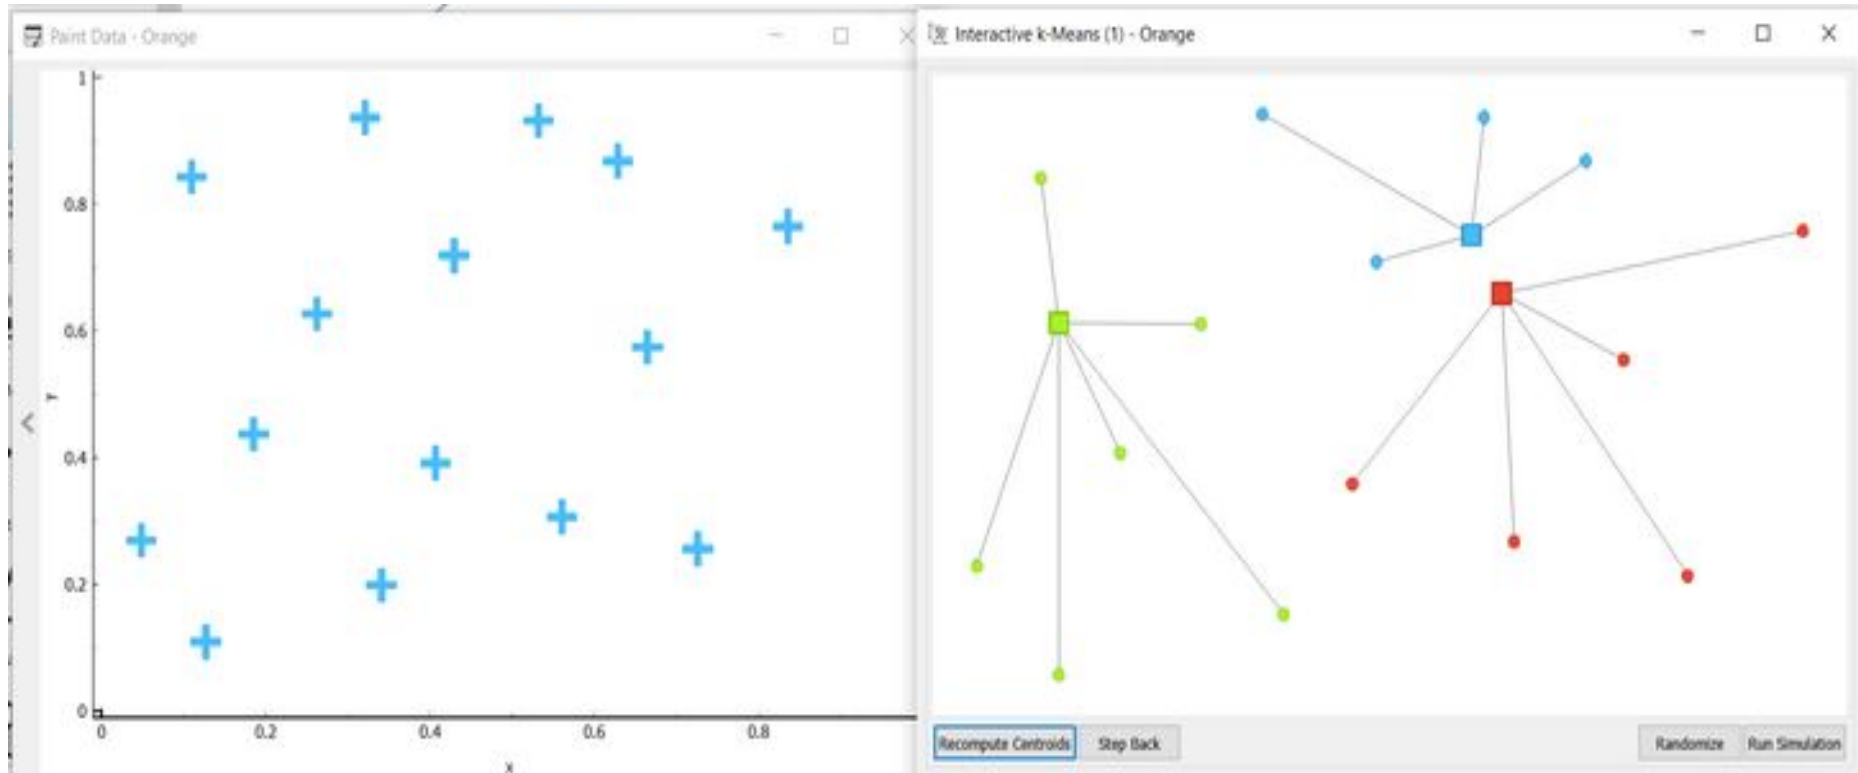 Paint Data - Orange
1
0.8
0.6
0.4
0.2
0
Y
0
0.2
0.4
0.6
0.8
x
Interactive k-Means (1) - Orange
Recompute Centroids
Step Back
Randomize
Run Simulation